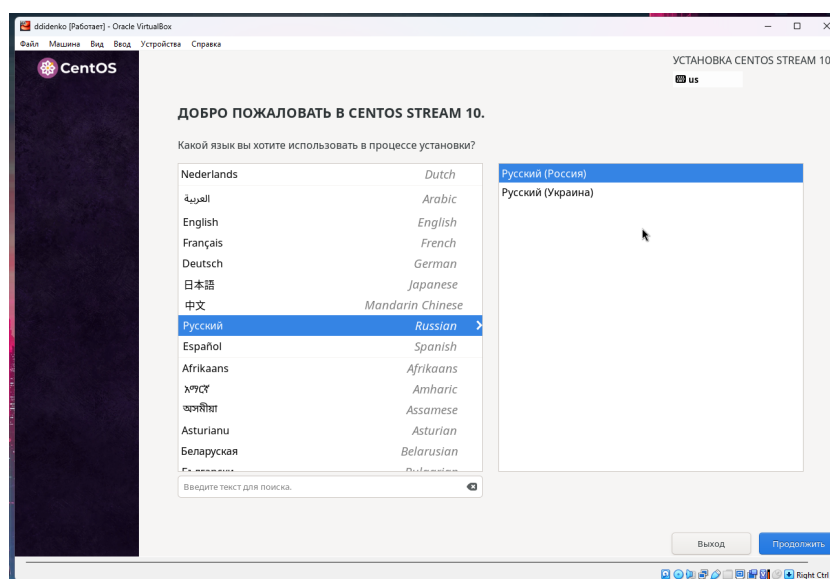 ddidenko [Работает] - Oracle VirtualBox
Файл Машина Вид Ввод Устройства Справка
CentOS
УСТАНОВКА CENTOS STREAM 10
us
ДОБРО ПОЖАЛОВАТЬ В CENTOS STREAM 10.
Какой язык вы хотите использовать в процессе установки?
Nederlands Dutch
العربية Arabic
English English
Français French
Deutsch German
日本語 Japanese
中文 Mandarin Chinese
Русский Russian
Español Spanish
Afrikaans Afrikaans
አማርኛ Amharic
অসমীয়া Assamese
Asturianu Asturian
Беларуская Belarusian
Русский (Россия)
Русский (Украина)
Введите текст для поиска.
Выход Продолжить
Right Ctrl